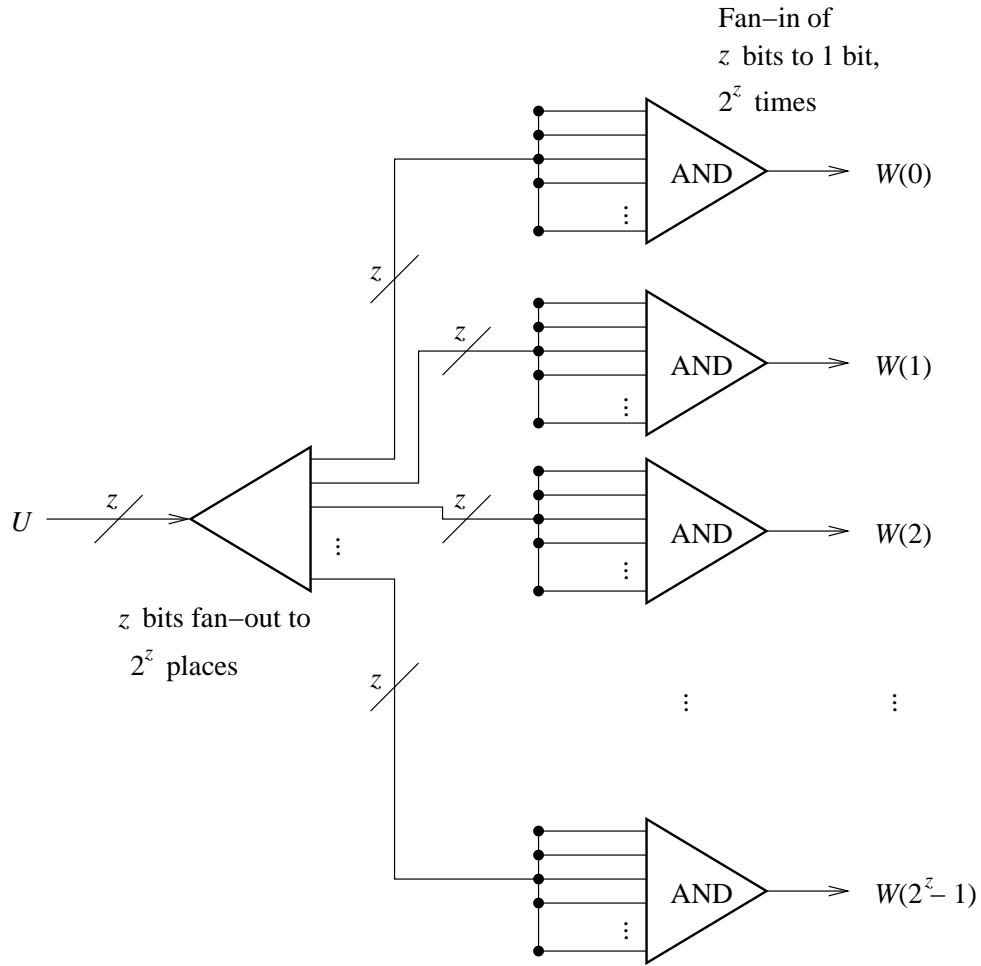 Fan−in of
z bits to 1 bit,
2^z times
AND
W(0)
z
z
AND
W(1)
z
AND
W(2)
U
z
z bits fan−out to
2^z places
z
AND
W(2^z− 1)